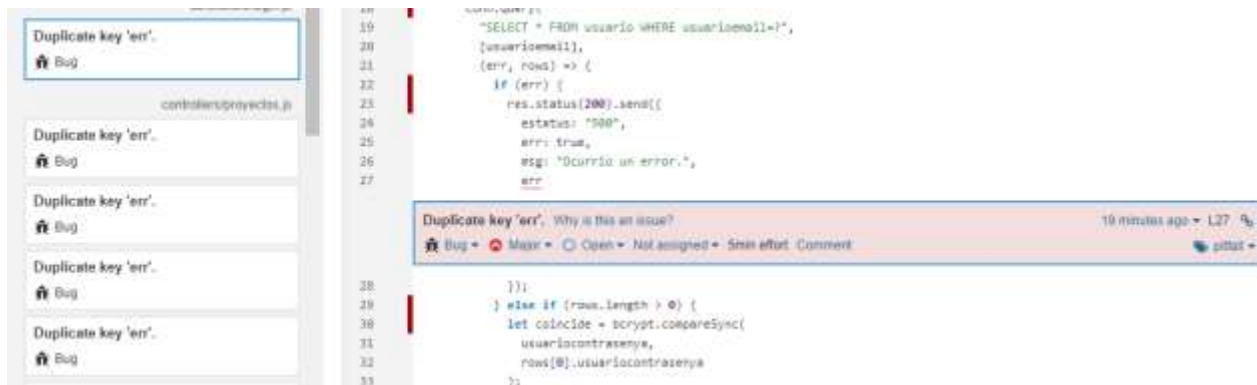 Duplicate key 'err'.
Bug
controllers/proyectos.js
Duplicate key 'err'.
Bug
Duplicate key 'err'.
Bug
Duplicate key 'err'.
Bug
Duplicate key 'err'.
Bug
19 "SELECT * FROM usuario WHERE usuarioemail=?",
20 [usuarioemail],
21 (err, rows) => {
22 if (err) {
23 res.status(200).send({
24 estatus: "500",
25 err: true,
26 msg: "Ocurrio un error.",
27 err
Duplicate key 'err'. Why is this an issue? 19 minutes ago L27
Bug Major Open Not assigned 5min effort Comment pitfall
28 });
29 } else if (rows.length > 0) {
30 let coincide = bcrypt.compareSync(
31 usuariocontrasenya,
32 rows[0].usuariocontrasenya
33 );